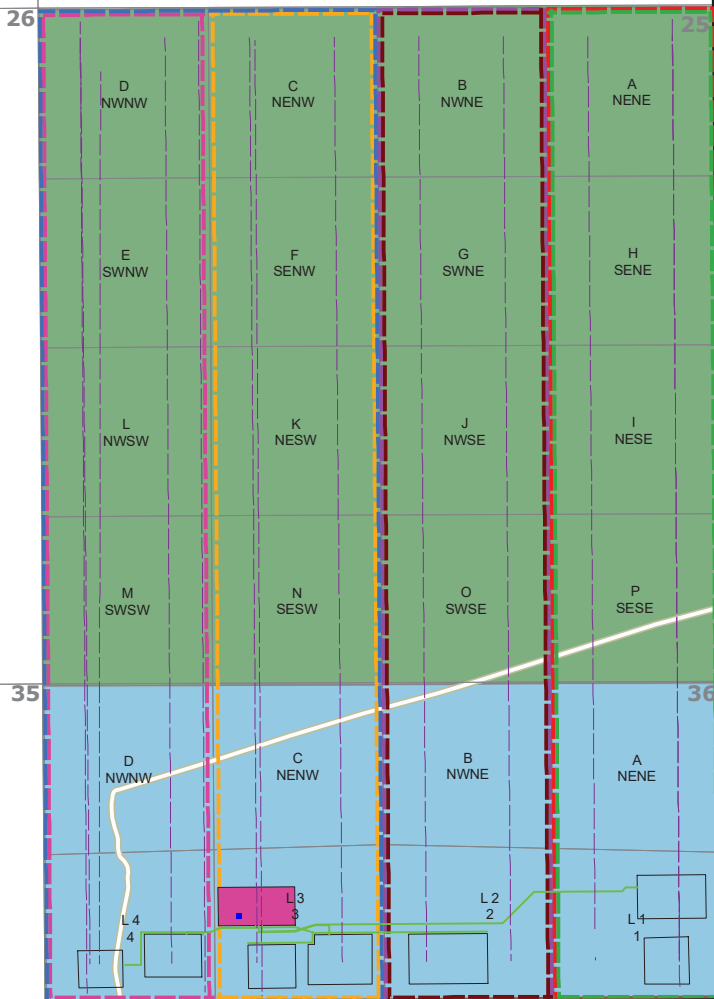 26
25
D
NWNW
C
NENW
B
NWNE
A
NENE
E
SWNW
F
SENW
G
SWNE
H
SENE
L
NWSW
K
NESW
J
NWSE
I
NESE
M
SWSW
N
SESW
O
SWSE
P
SESE
35
36
D
NWNW
C
NENW
B
NWNE
A
NENE
L 4
4
L 3
3
L 2
2
L 1
1